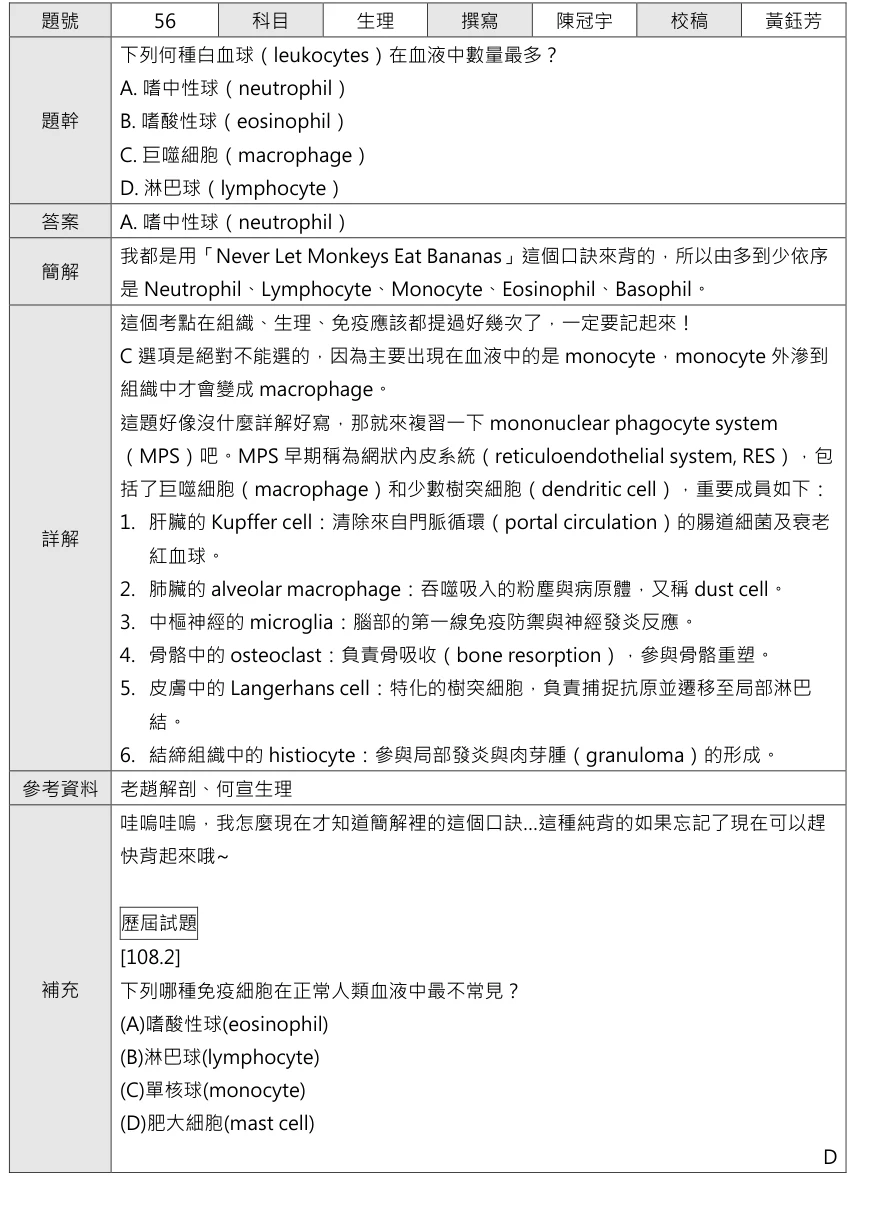 題號 56 科目 生理 撰寫 陳冠宇 校稿 黃鈺芳
題幹
下列何種白血球（leukocytes）在血液中數量最多？
A. 嗜中性球（neutrophil）
B. 嗜酸性球（eosinophil）
C. 巨噬細胞（macrophage）
D. 淋巴球（lymphocyte）
答案 A. 嗜中性球（neutrophil）
簡解
我都是用「Never Let Monkeys Eat Bananas」這個口訣來背的，所以由多到少依序
是 Neutrophil、Lymphocyte、Monocyte、Eosinophil、Basophil。
詳解
這個考點在組織、生理、免疫應該都提過好幾次了，一定要記起來！
C 選項是絕對不能選的，因為主要出現在血液中的是 monocyte，monocyte 外滲到
組織中才會變成 macrophage。
這題好像沒什麼詳解好寫，那就來複習一下 mononuclear phagocyte system
（MPS）吧。MPS 早期稱為網狀內皮系統（reticuloendothelial system, RES），包
括了巨噬細胞（macrophage）和少數樹突細胞（dendritic cell），重要成員如下：
1. 肝臟的 Kupffer cell：清除來自門脈循環（portal circulation）的腸道細菌及衰老
紅血球。
2. 肺臟的 alveolar macrophage：吞噬吸入的粉塵與病原體，又稱 dust cell。
3. 中樞神經的 microglia：腦部的第一線免疫防禦與神經發炎反應。
4. 骨骼中的 osteoclast：負責骨吸收（bone resorption），參與骨骼重塑。
5. 皮膚中的 Langerhans cell：特化的樹突細胞，負責捕捉抗原並遷移至局部淋巴
結。
6. 結締組織中的 histiocyte：參與局部發炎與肉芽腫（granuloma）的形成。
參考資料 老趙解剖、何宣生理
補充
哇嗚哇嗚，我怎麼現在才知道簡解裡的這個口訣...這種純背的如果忘記了現在可以趕
快背起來哦~
歷屆試題
[108.2]
下列哪種免疫細胞在正常人類血液中最不常見？
(A)嗜酸性球(eosinophil)
(B)淋巴球(lymphocyte)
(C)單核球(monocyte)
(D)肥大細胞(mast cell)
D